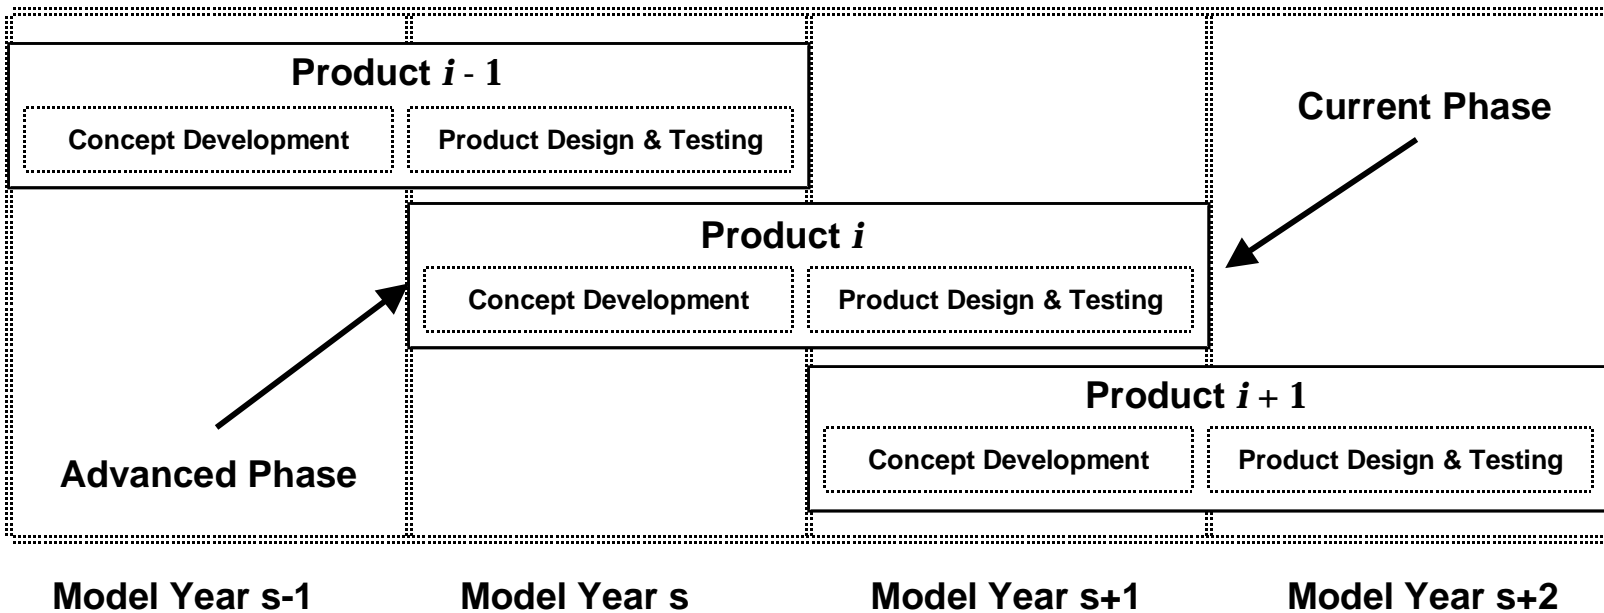 Product i - 1
Concept Development
Product Design & Testing
Current Phase
Product i
Concept Development
Product Design & Testing
Product i + 1
Concept Development
Product Design & Testing
Advanced Phase
Model Year s-1
Model Year s
Model Year s+1
Model Year s+2